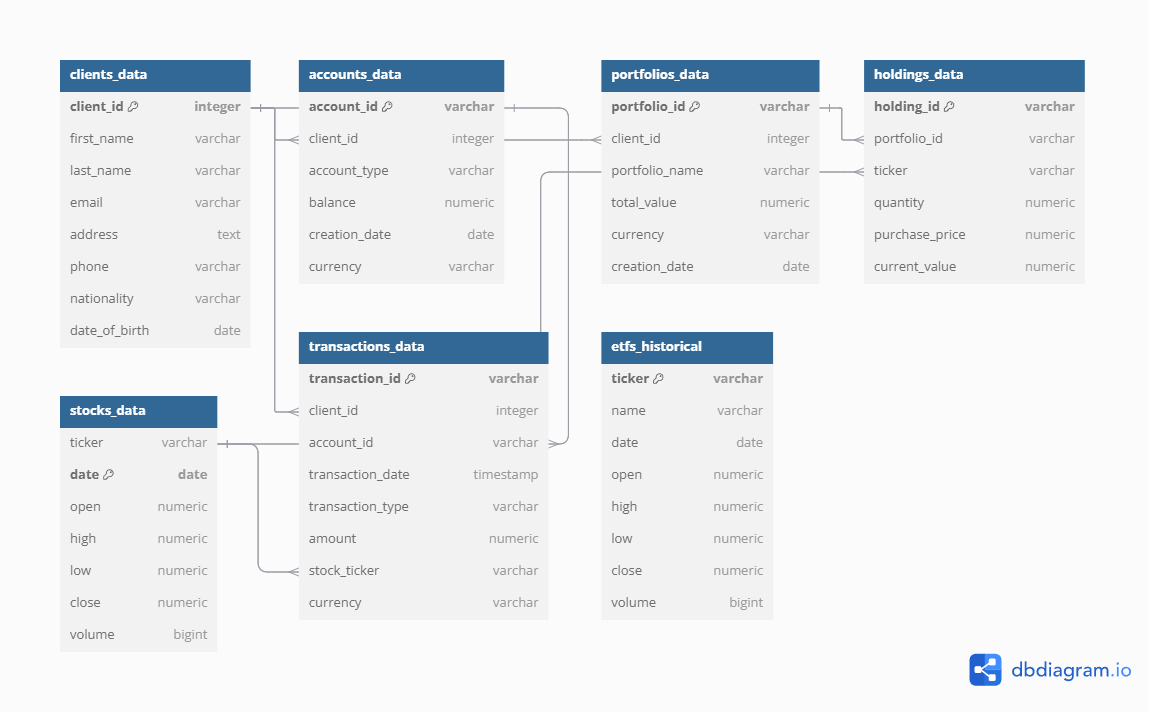 clients_data
client_id integer
first_name varchar
last_name varchar
email varchar
address text
phone varchar
nationality varchar
date_of_birth date
accounts_data
account_id varchar
client_id integer
account_type varchar
balance numeric
creation_date date
currency varchar
portfolios_data
portfolio_id varchar
client_id integer
portfolio_name varchar
total_value numeric
currency varchar
creation_date date
holdings_data
holding_id varchar
portfolio_id varchar
ticker varchar
quantity numeric
purchase_price numeric
current_value numeric
stocks_data
ticker varchar
date date
open numeric
high numeric
low numeric
close numeric
volume bigint
transactions_data
transaction_id varchar
client_id integer
account_id varchar
transaction_date timestamp
transaction_type varchar
amount numeric
stock_ticker varchar
currency varchar
etfs_historical
ticker varchar
name varchar
date date
open numeric
high numeric
low numeric
close numeric
volume bigint
dbdiagram.io